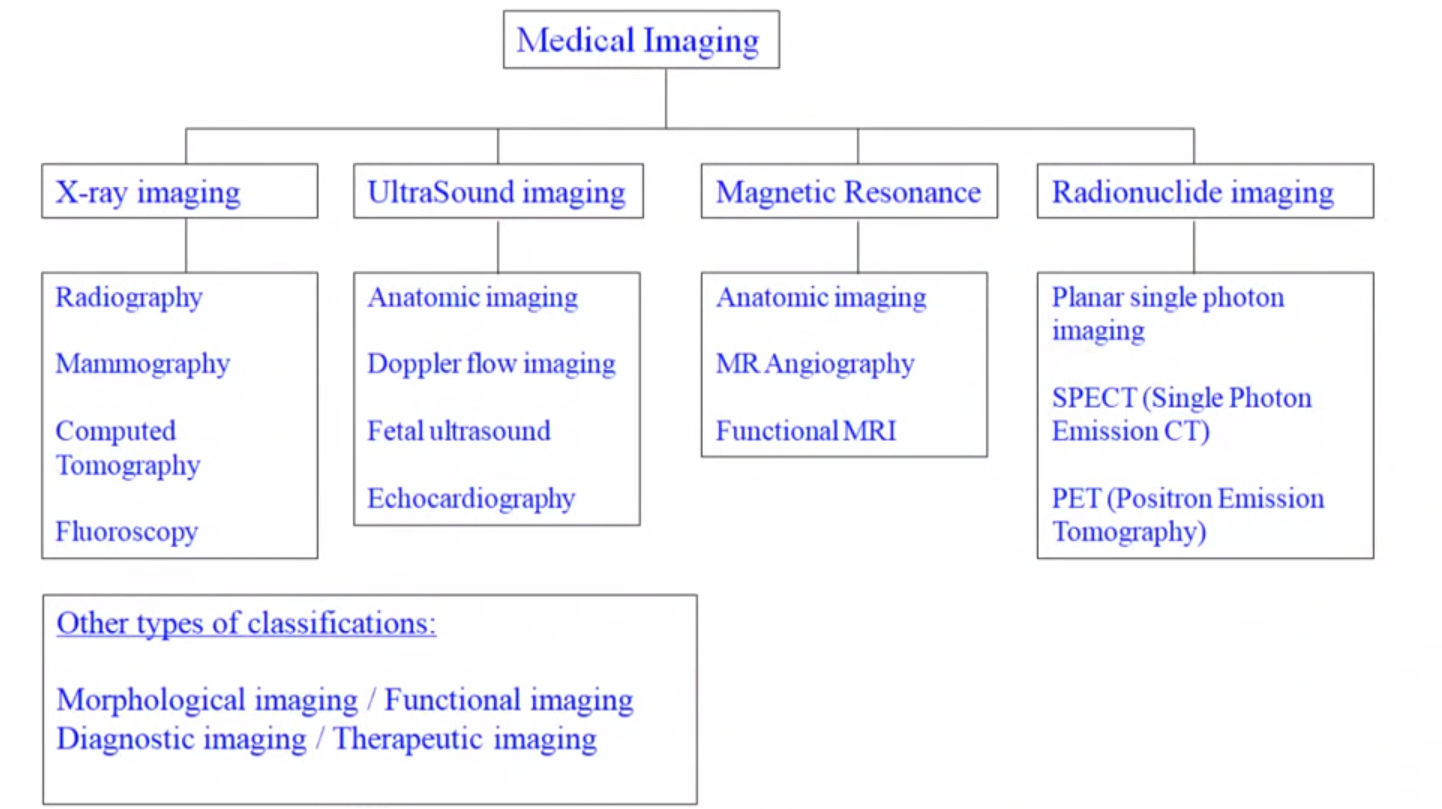 Medical Imaging
X-ray imaging
UltraSound imaging
Magnetic Resonance
Radionuclide imaging
Radiography
Mammography
Computed
Tomography
Fluoroscopy
Anatomic imaging
Doppler flow imaging
Fetal ultrasound
Echocardiography
Anatomic imaging
MR Angiography
Functional MRI
Planar single photon
imaging
SPECT (Single Photon
Emission CT)
PET (Positron Emission
Tomography)
Other types of classifications:
Morphological imaging / Functional imaging
Diagnostic imaging / Therapeutic imaging